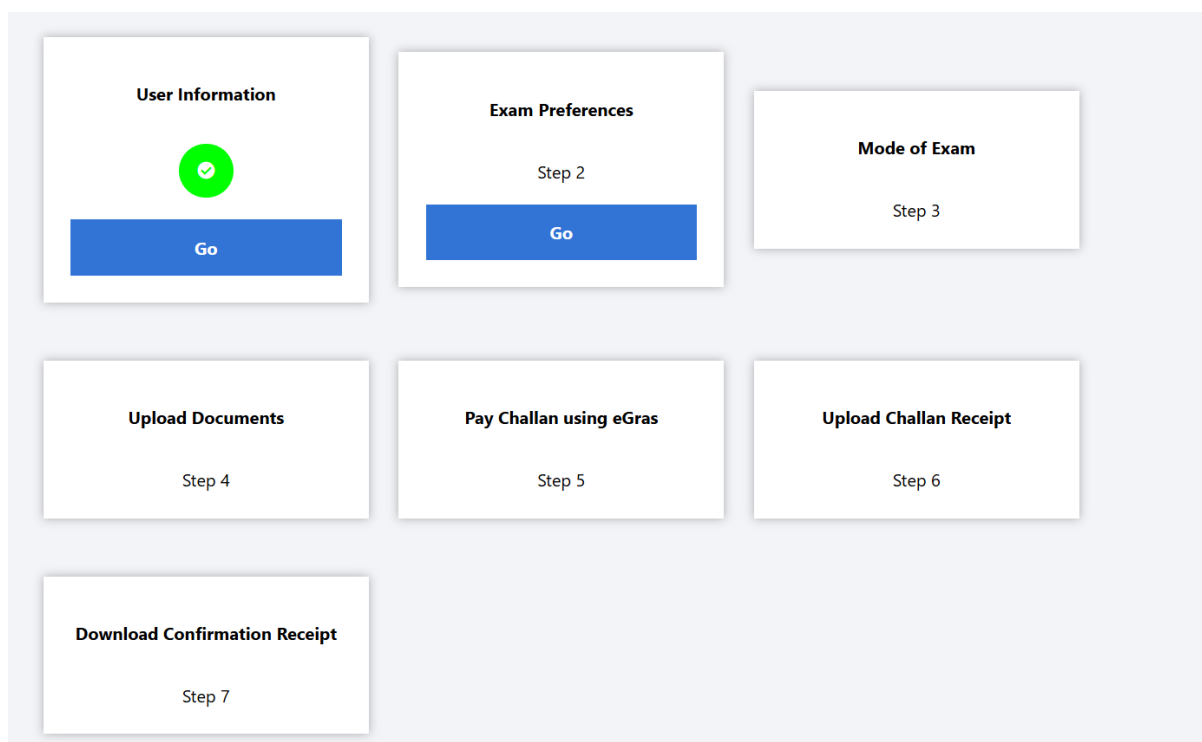 User Information
Go
Exam Preferences
Step 2
Go
Mode of Exam
Step 3
Upload Documents
Step 4
Pay Challan using eGras
Step 5
Upload Challan Receipt
Step 6
Download Confirmation Receipt
Step 7